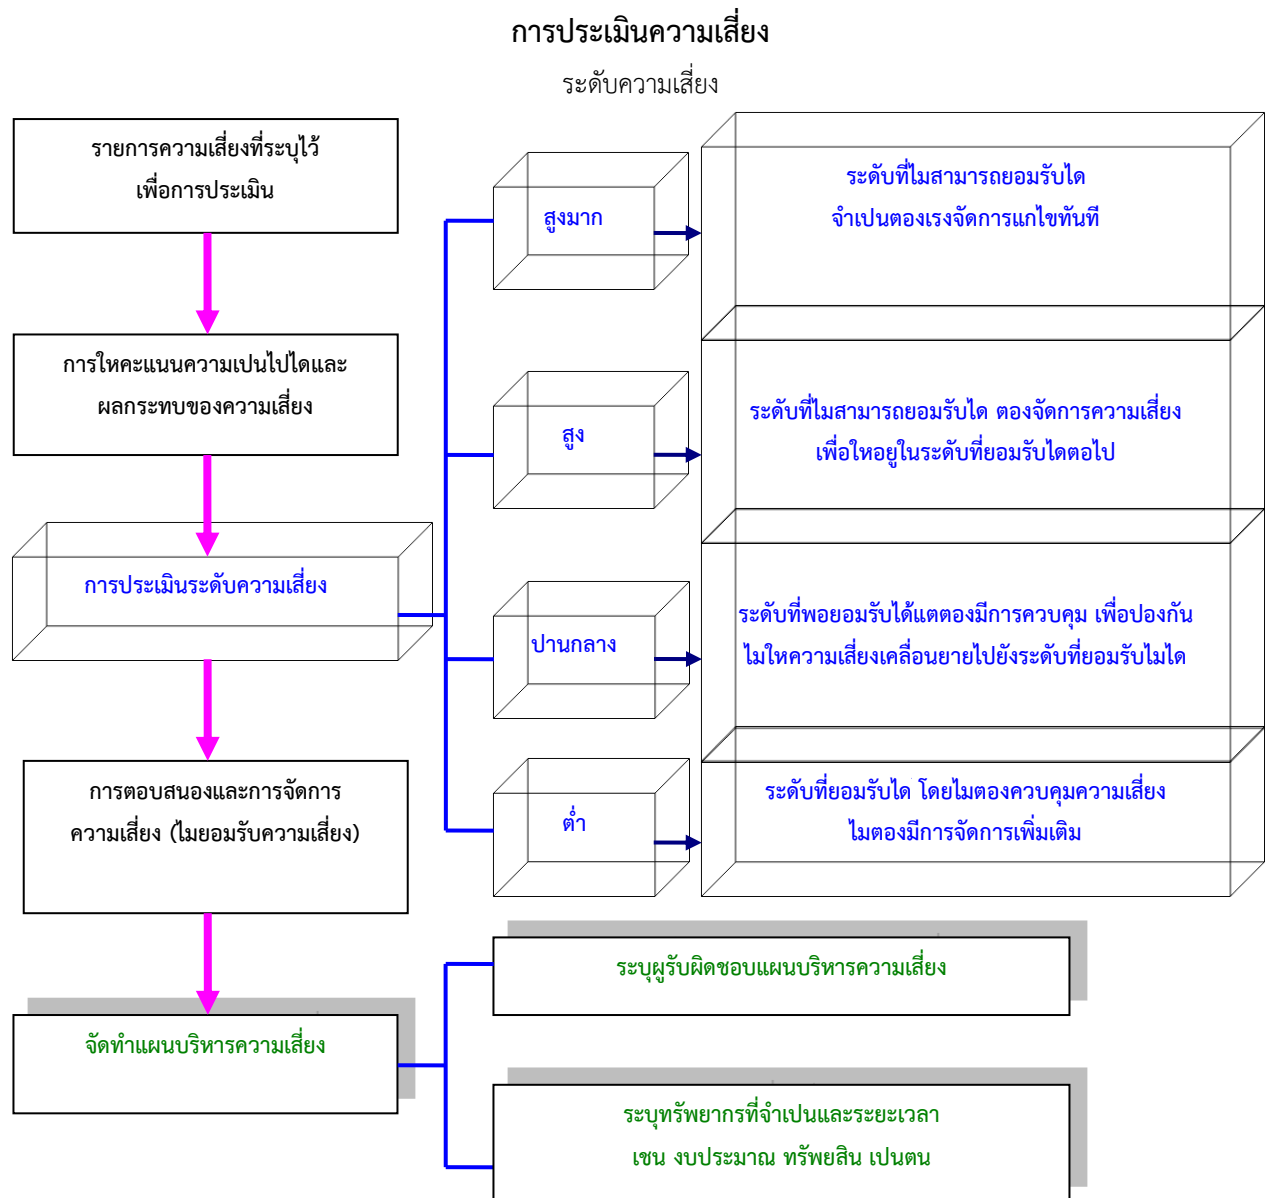 การประเมินความเสี่ยง
ระดับความเสี่ยง
รายการความเสี่ยงที่ระบุไว้
เพื่อการประเมิน
การใหคะแนนความเปนไปไดและ
ผลกระทบของความเสี่ยง
การประเมินระดับความเสี่ยง
การตอบสนองและการจัดการ
ความเสี่ยง (ไมยอมรับความเสี่ยง)
จัดทำแผนบริหารความเสี่ยง
สูงมาก
ระดับที่ไมสามารถยอมรับได
จำเปนตองเรงจัดการแกไขทันที
สูง
ระดับที่ไมสามารถยอมรับได ตองจัดการความเสี่ยง
เพื่อใหอยูในระดับที่ยอมรับไดตอไป
ปานกลาง
ระดับที่พอยอมรับได้แตตองมีการควบคุม เพื่อปองกัน
ไมใหความเสี่ยงเคลื่อนยายไปยังระดับที่ยอมรับไมได
ต่ำ
ระดับที่ยอมรับได โดยไมตองควบคุมความเสี่ยง
ไมตองมีการจัดการเพิ่มเติม
ระบุผูรับผิดชอบแผนบริหารความเสี่ยง
ระบุทรัพยากรที่จำเปนและระยะเวลา
เชน งบประมาณ ทรัพยสิน เปนตน